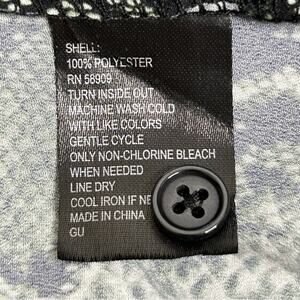 SHELL:
100% POLYESTER
RN 58909
TURN INSIDE OUT
MACHINE WASH COLD
WITH LIKE COLORS
GENTLE CYCLE
ONLY NON-CHLORINE BLEACH
WHEN NEEDED
LINE DRY
COOL IRON IF NE
MADE IN CHINA
GU